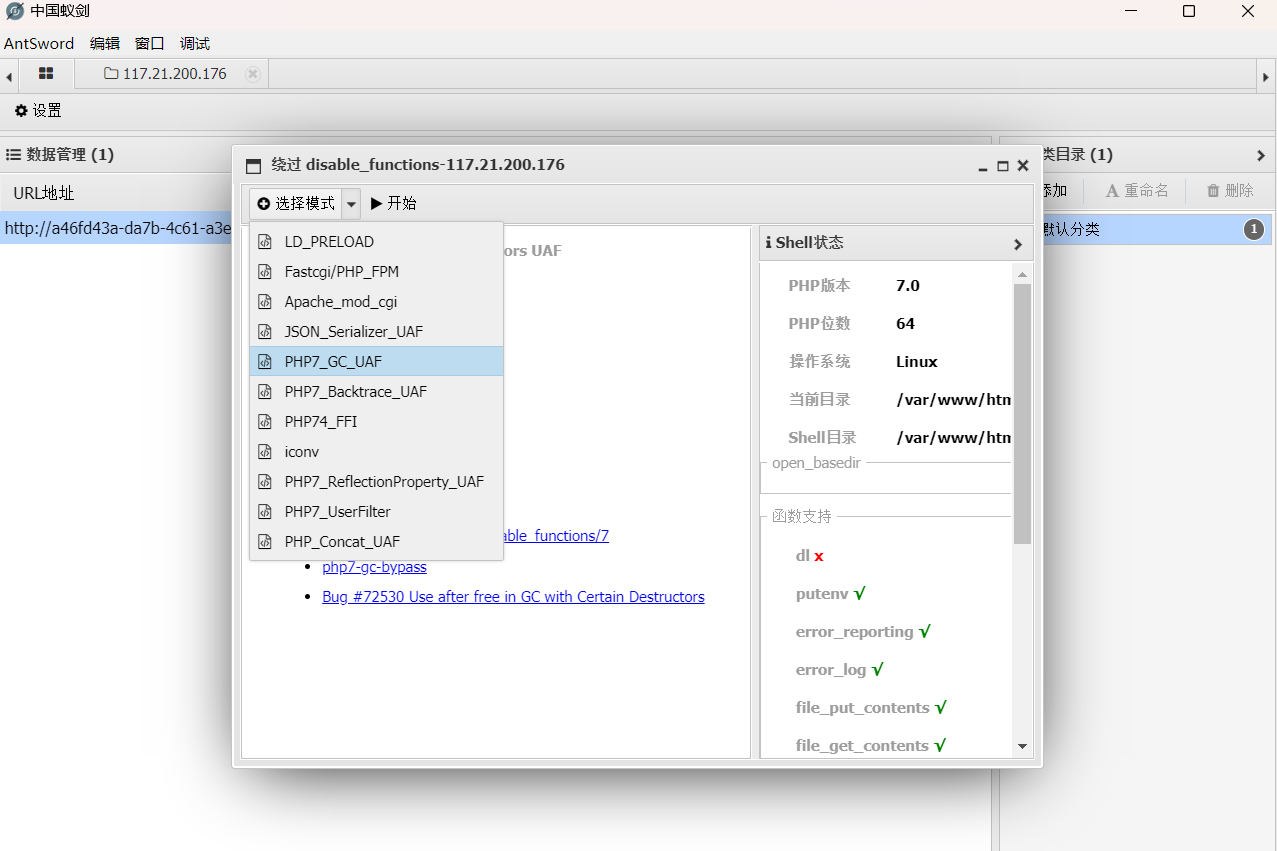 中国蚁剑
AntSword 编辑 窗口 调试
117.21.200.176
设置
数据管理 (1)
URL地址
http://a46fd43a-da7b-4c61-a3e
类目录 (1)
添加 重命名 删除
默认分类 1
绕过 disable_functions-117.21.200.176
选择模式 开始
LD_PRELOAD
Fastcgi/PHP_FPM
Apache_mod_cgi
JSON_Serializer_UAF
PHP7_GC_UAF
PHP7_Backtrace_UAF
PHP74_FFI
iconv
PHP7_ReflectionProperty_UAF
PHP7_UserFilter
PHP_Concat_UAF
ors UAF
able_functions/7
php7-gc-bypass
Bug #72530 Use after free in GC with Certain Destructors
Shell状态
PHP版本 7.0
PHP位数 64
操作系统 Linux
当前目录 /var/www/htm
Shell目录 /var/www/htm
open_basedir
函数支持
dl x
putenv √
error_reporting √
error_log √
file_put_contents √
file_get_contents √